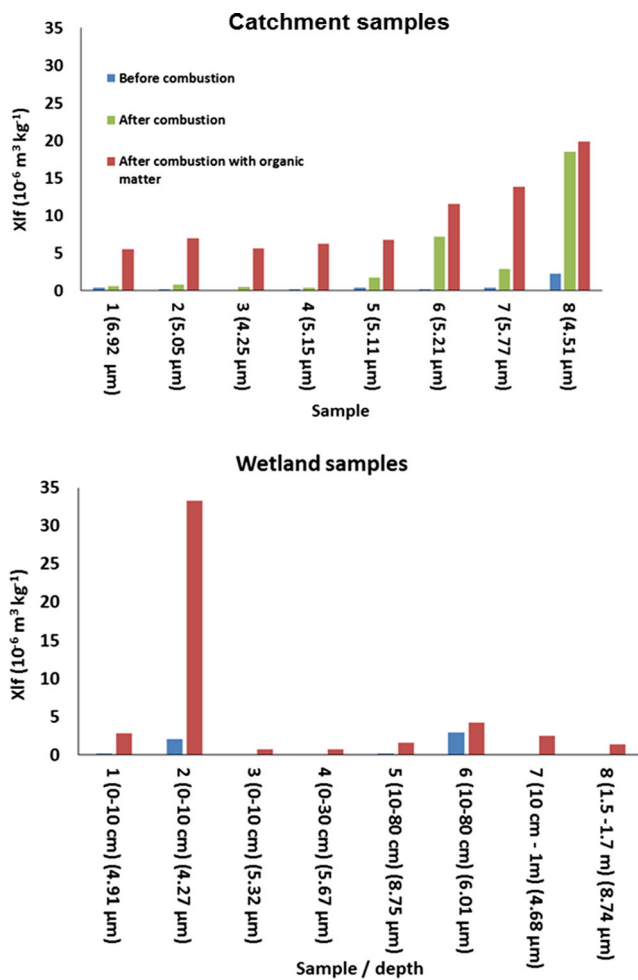 Catchment samples
35
30
25
20
15
10
5
0
Xlf (10⁻⁶ m³ kg⁻¹)
Before combustion
After combustion
After combustion with organic
matter
1 (6.92 µm)
2 (5.05 µm)
3 (4.25 µm)
4 (5.15 µm)
5 (5.11 µm)
6 (5.21 µm)
7 (5.77 µm)
8 (4.51 µm)
Sample
Wetland samples
35
30
25
20
15
10
5
0
Xlf (10⁻⁶ m³ kg⁻¹)
1 (0-10 cm) (4.91 µm)
2 (0-10 cm) (4.27 µm)
3 (0-10 cm) (5.32 µm)
4 (0-30 cm) (5.67 µm)
5 (10-80 cm) (8.75 µm)
6 (10-80 cm) (6.01 µm)
7 (10 cm - 1m) (4.68 µm)
8 (1.5 -1.7 m) (8.74 µm)
Sample / depth